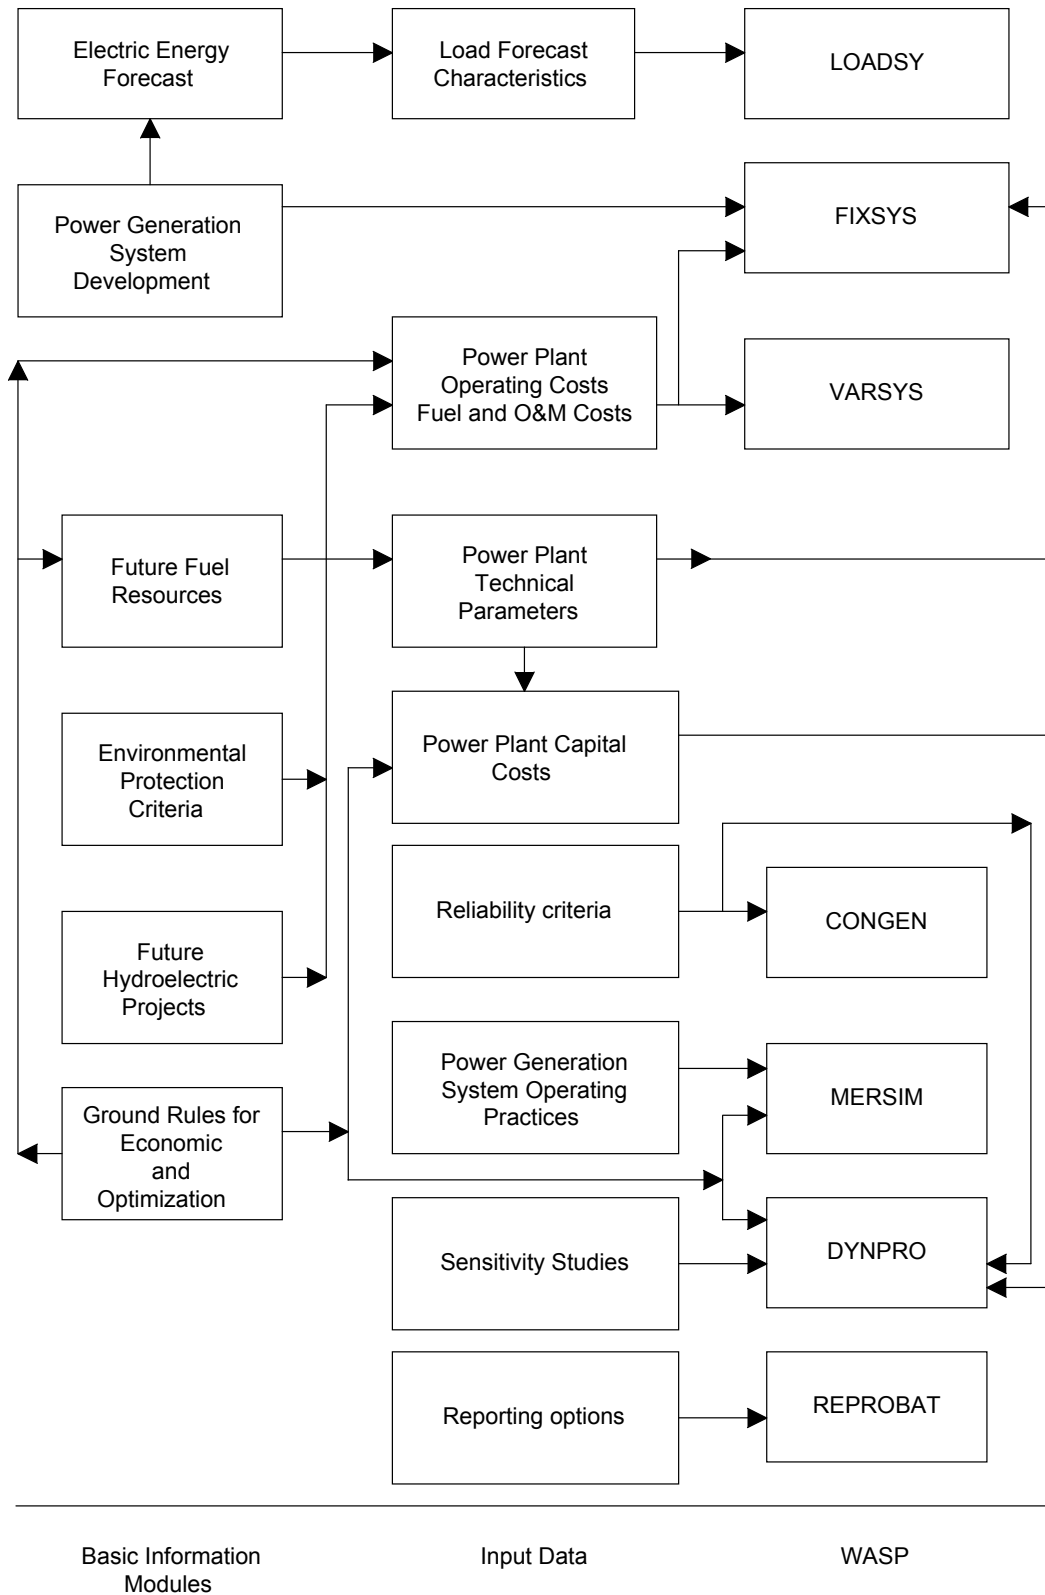 Electric Energy
Forecast
Load Forecast
Characteristics
LOADSY
Power Generation
System
Development
FIXSYS
Power Plant
Operating Costs
Fuel and O&M Costs
VARSYS
Future Fuel
Resources
Power Plant
Technical
Parameters
Environmental
Protection
Criteria
Power Plant Capital
Costs
Reliability criteria
CONGEN
Future
Hydroelectric
Projects
Power Generation
System Operating
Practices
MERSIM
Ground Rules for
Economic
and
Optimization
Sensitivity Studies
DYNPRO
Reporting options
REPROBAT
Basic Information
Modules
Input Data
WASP